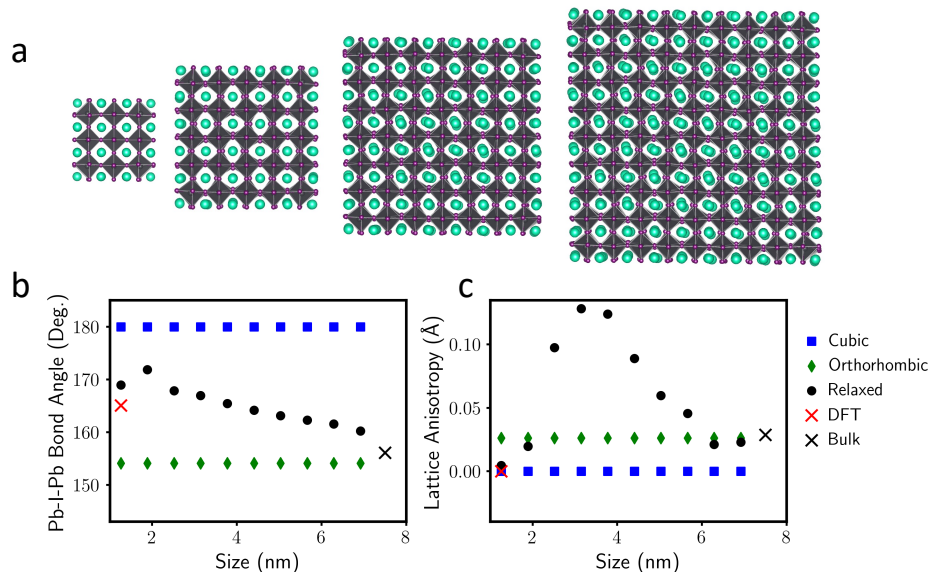 a
b
Pb-I-Pb Bond Angle (Deg.)
180
170
160
150
2
4
6
8
Size (nm)
c
Lattice Anisotropy (Å)
0.10
0.05
0.00
2
4
6
8
Size (nm)
Cubic
Orthorhombic
Relaxed
DFT
Bulk